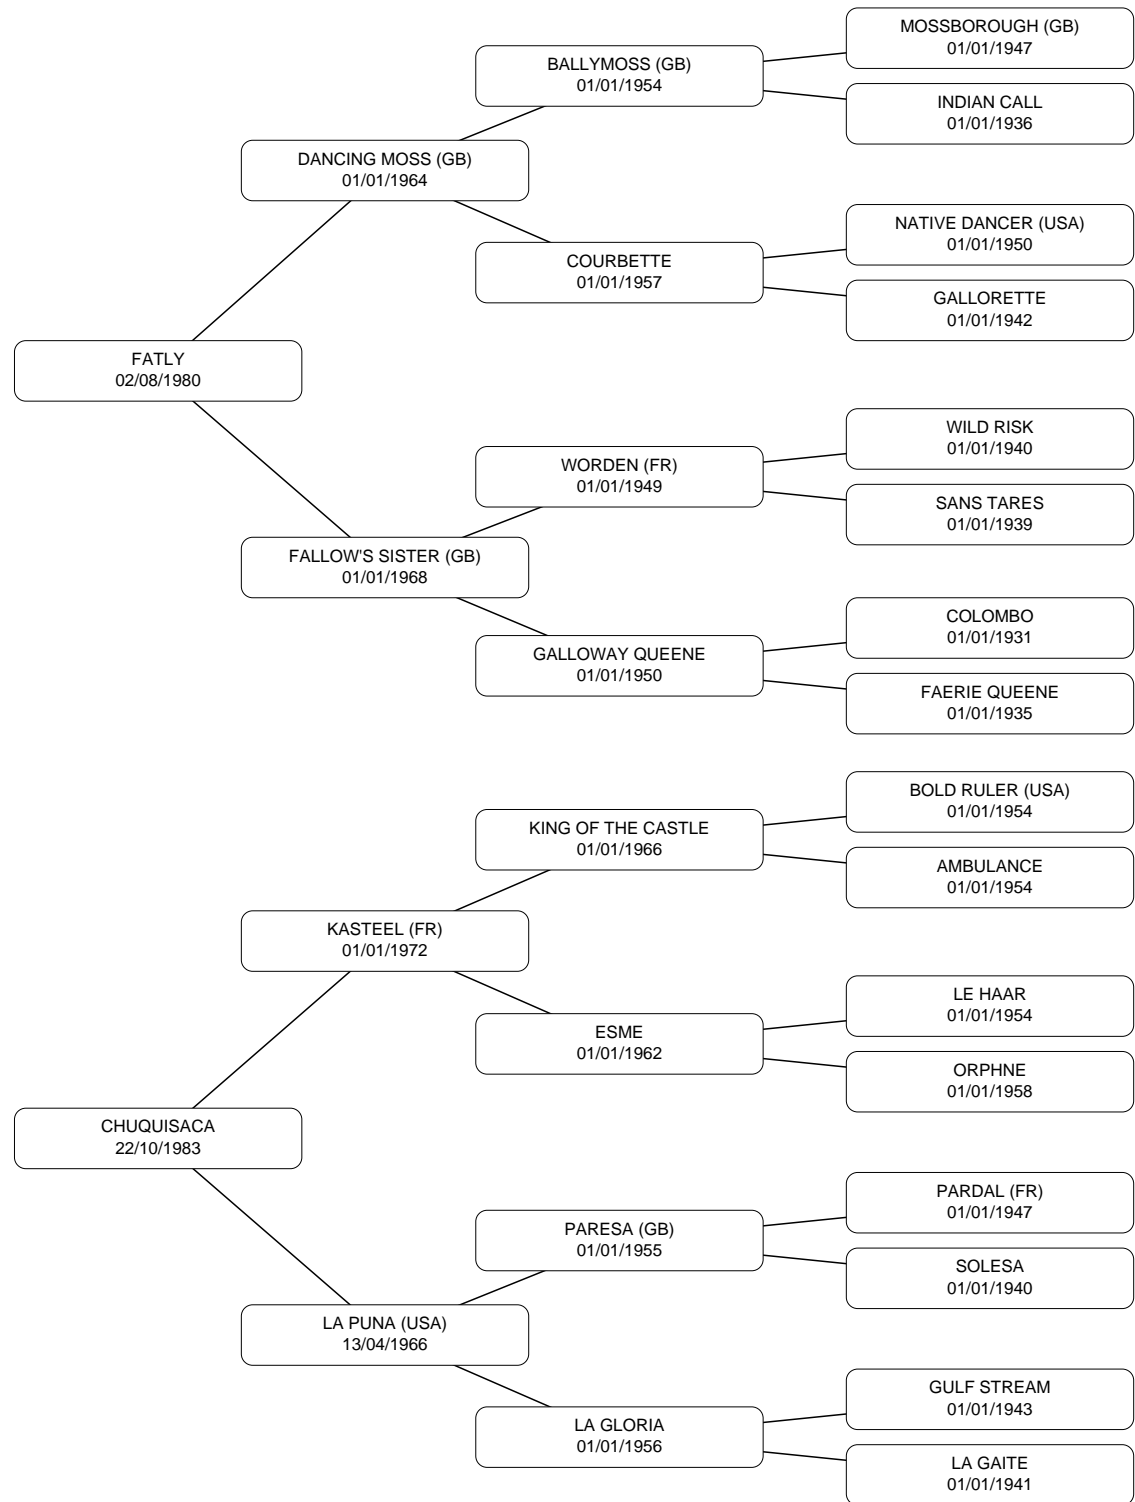 MOSSBOROUGH (GB)
01/01/1947
BALLYMOSS (GB)
01/01/1954
INDIAN CALL
01/01/1936
DANCING MOSS (GB)
01/01/1964
NATIVE DANCER (USA)
01/01/1950
COURBETTE
01/01/1957
GALLORETTE
01/01/1942
FATLY
02/08/1980
WILD RISK
01/01/1940
WORDEN (FR)
01/01/1949
SANS TARES
01/01/1939
FALLOW'S SISTER (GB)
01/01/1968
COLOMBO
01/01/1931
GALLOWAY QUEENE
01/01/1950
FAERIE QUEENE
01/01/1935
BOLD RULER (USA)
01/01/1954
KING OF THE CASTLE
01/01/1966
AMBULANCE
01/01/1954
KASTEEL (FR)
01/01/1972
LE HAAR
01/01/1954
ESME
01/01/1962
ORPHNE
01/01/1958
CHUQUISACA
22/10/1983
PARDAL (FR)
01/01/1947
PARESA (GB)
01/01/1955
SOLESA
01/01/1940
LA PUNA (USA)
13/04/1966
GULF STREAM
01/01/1943
LA GLORIA
01/01/1956
LA GAITE
01/01/1941